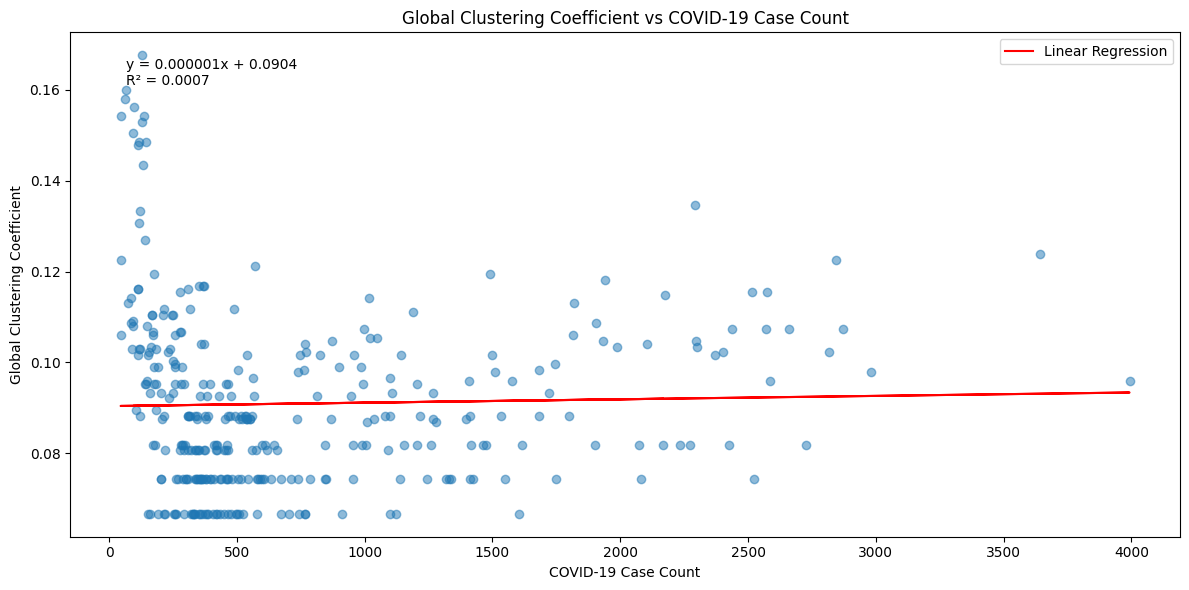 Global Clustering Coefficient vs COVID-19 Case Count
Linear Regression
y = 0.000001x + 0.0904
R² = 0.0007
0.16
0.14
0.12
0.10
0.08
Global Clustering Coefficient
0 500 1000 1500 2000 2500 3000 3500 4000
COVID-19 Case Count